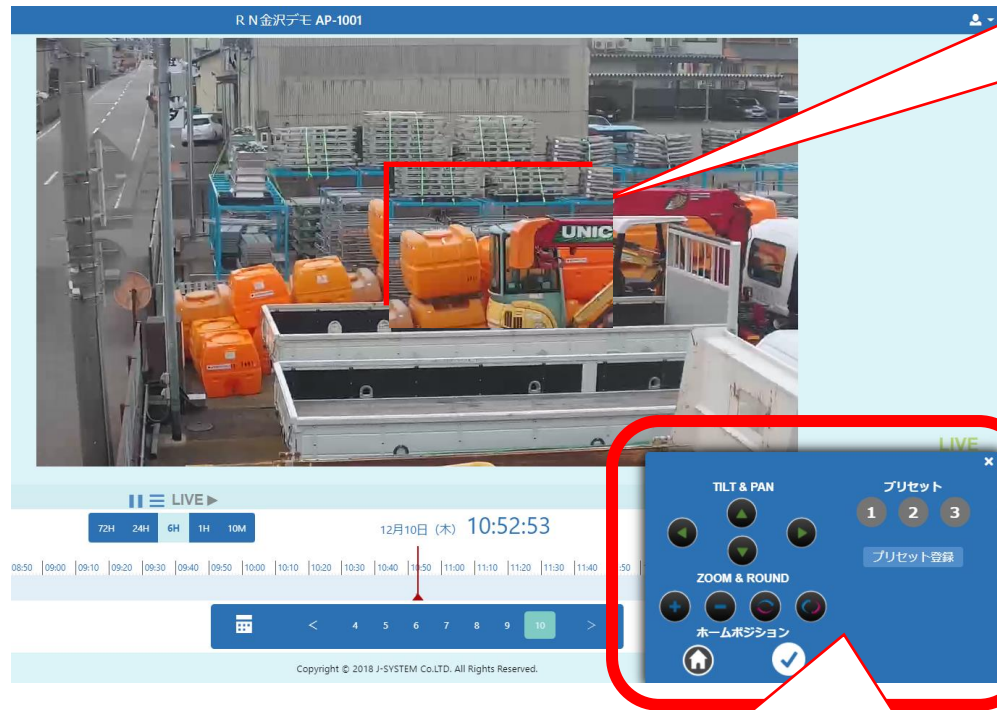 ＲＮ金沢デモ AP-1001
UNIC
LIVE
LIVE
72H 24H 6H 1H 10M
12月10日（木） 10:52:53
08:50 09:00 09:10 09:20 09:30 09:40 09:50 10:00 10:10 10:20 10:30 10:40 10:50 11:00 11:10 11:20 11:30 11:40 :50
< 4 5 6 7 8 9 10 >
Copyright © 2018 J-SYSTEM Co.LTD. All Rights Reserved.
×
TILT & PAN
プリセット
1 2 3
プリセット登録
ZOOM & ROUND
ホームポジション